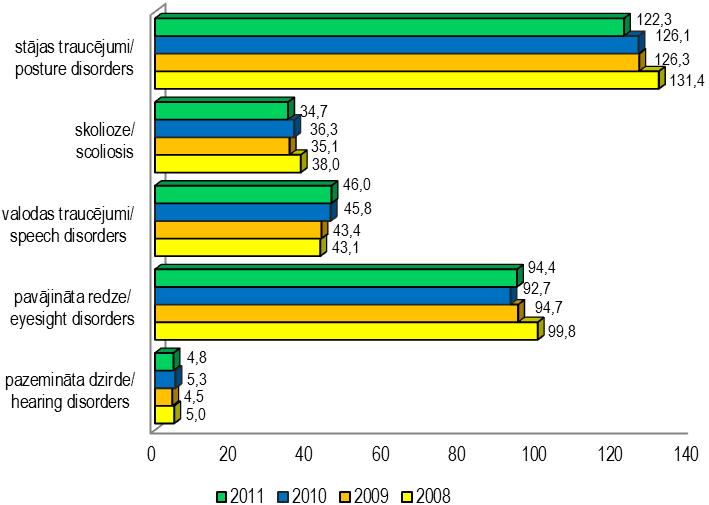 stājas traucējumi/
posture disorders
122,3
126,1
126,3
131,4
skolioze/
scoliosis
34,7
36,3
35,1
38,0
valodas traucējumi/
speech disorders
46,0
45,8
43,4
43,1
pavājināta redze/
eyesight disorders
94,4
92,7
94,7
99,8
pazemināta dzirde/
hearing disorders
4,8
5,3
4,5
5,0
0 20 40 60 80 100 120 140
2011 2010 2009 2008